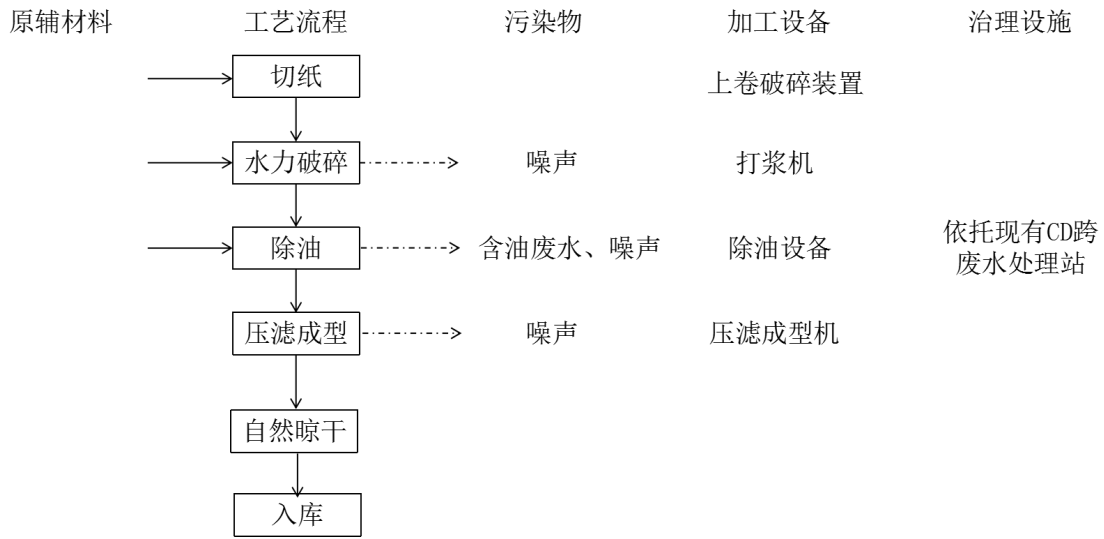 原辅材料 工艺流程 污染物 加工设备 治理设施
切纸 上卷破碎装置
水力破碎 噪声 打浆机
除油 含油废水、噪声 除油设备 依托现有CD跨
废水处理站
压滤成型 噪声 压滤成型机
自然晾干
入库